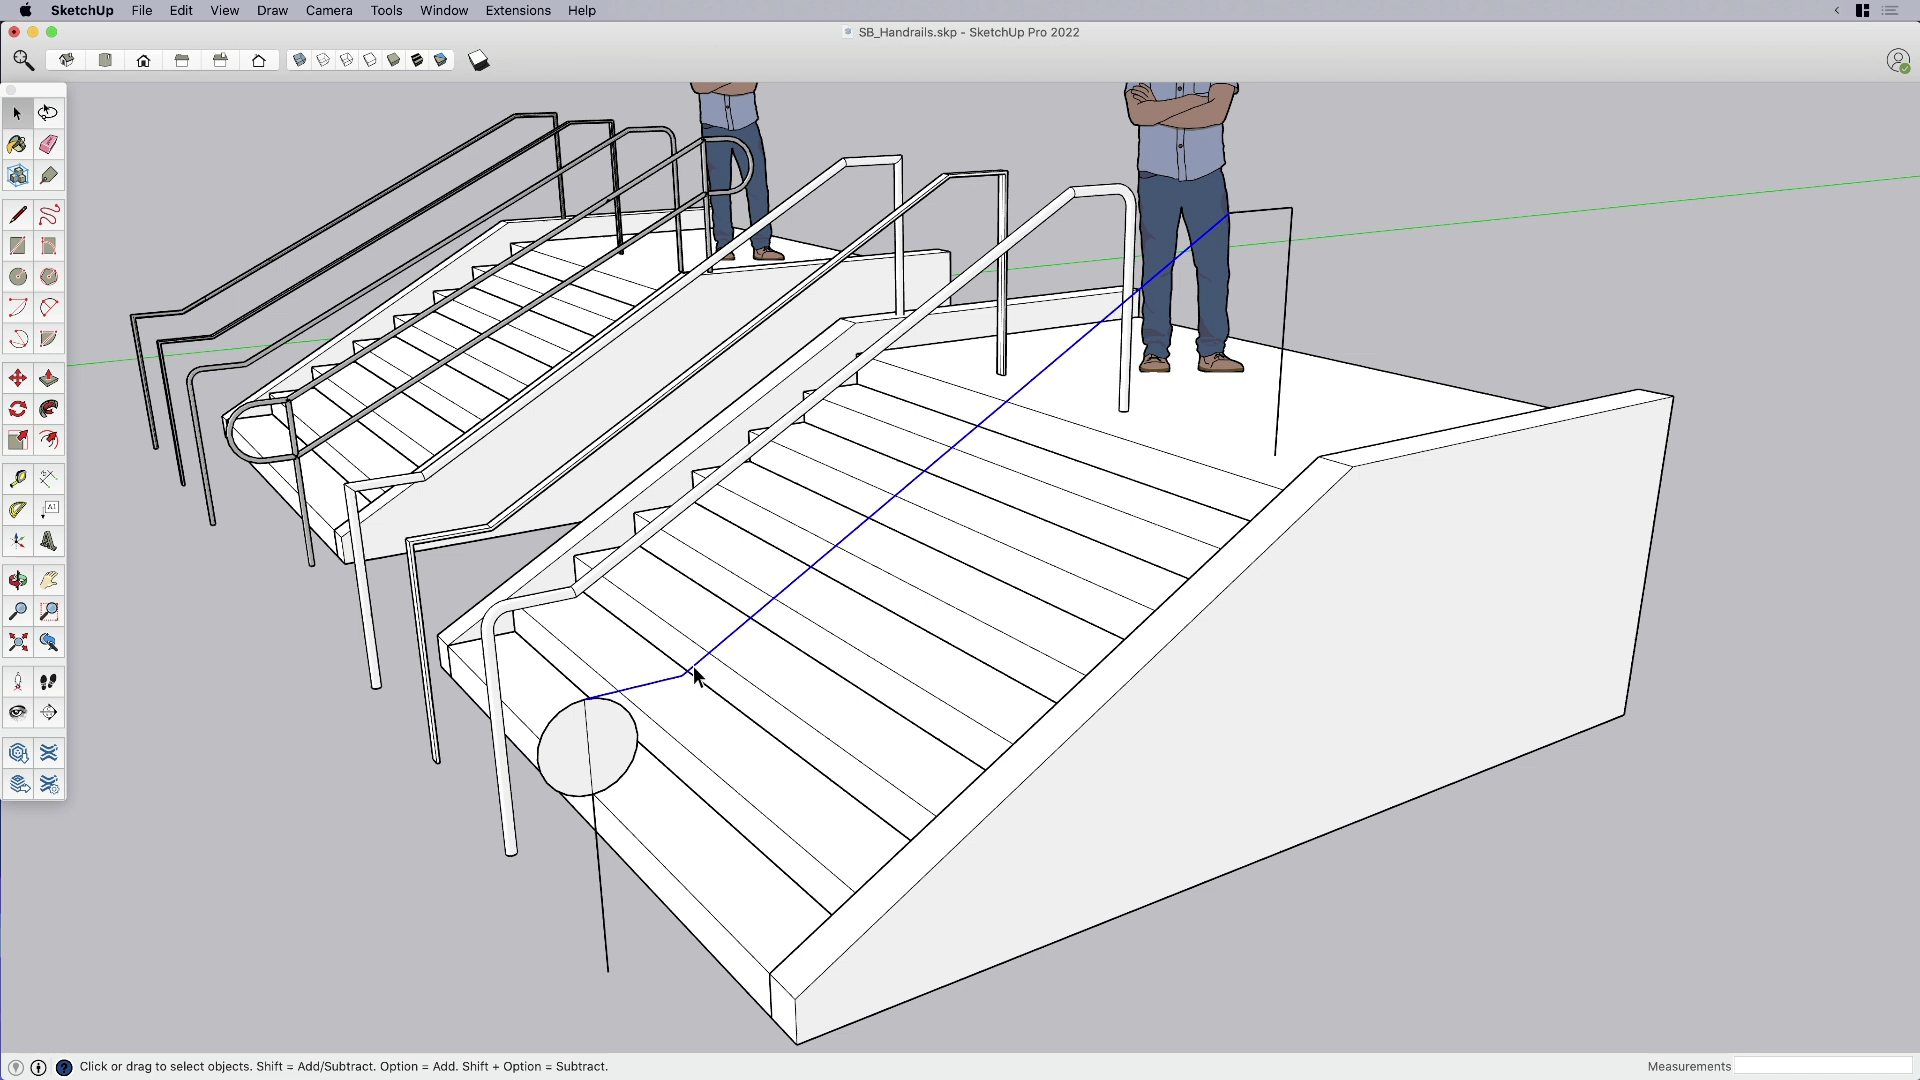 SketchUp File Edit View Draw Camera Tools Window Extensions Help
SB_Handrails.skp - SketchUp Pro 2022
A1
Click or drag to select objects. Shift = Add/Subtract. Option = Add. Shift + Option = Subtract.
Measurements